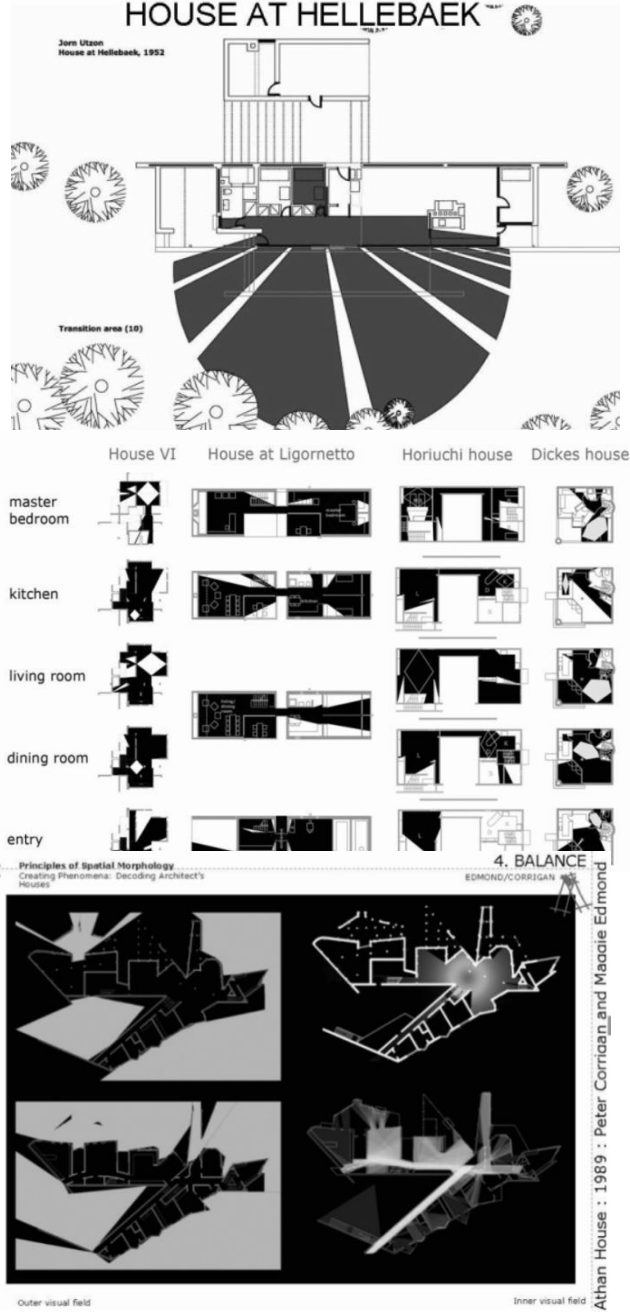 HOUSE AT HELLEBAEK
Jorn Utzon
House at Hellebaek, 1952
Transition area (10)
House VI
House at Ligornetto
Horiuchi house
Dickes house
master
bedroom
kitchen
living room
dining room
entry
Principles of Spatial Morphology
Creating Phenomena: Decoding Architect's
Houses
4. BALANCE
EDMOND/CORRIGAN
Athan House : 1989 : Peter Corrigan and Maggie Edmond
Outer visual field
Inner visual field